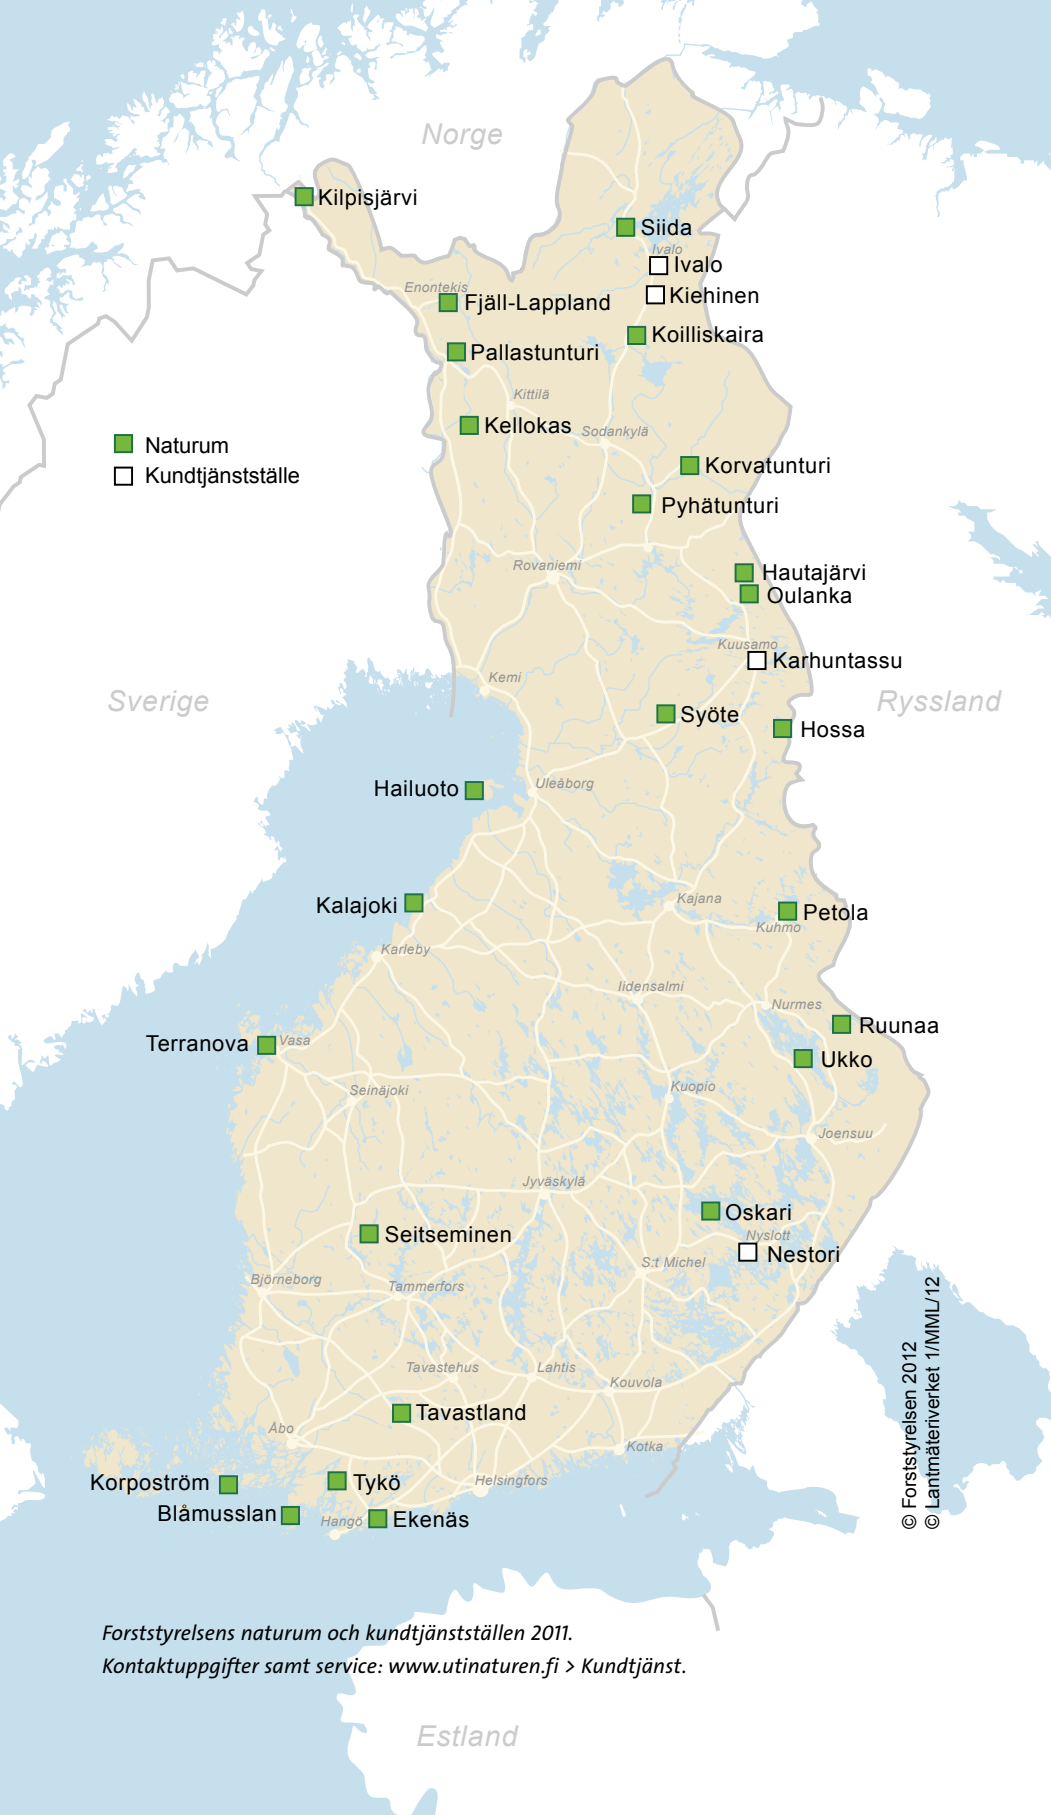 Norge
Kilpisjärvi
Siida
Ivalo
Ivalo
Enontekis
Kiehinen
Fjäll-Lappland
Koilliskaira
Pallastunturi
Kittilä
Kellokas
Sodankylä
Naturum
Kundtjänstställe
Korvatunturi
Pyhätunturi
Rovaniemi
Hautajärvi
Oulanka
Kuusamo
Karhuntassu
Kemi
Sverige
Ryssland
Syöte
Hossa
Hailuoto
Uleåborg
Kajana
Kalajoki
Petola
Kuhmo
Karleby
Iidensalmi
Nurmes
Ruunaa
Terranova
Vasa
Ukko
Seinäjoki
Kuopio
Joensuu
Jyväskylä
Oskari
Seitseminen
Nyslott
Nestori
S:t Michel
Björneborg
Tammerfors
Tavastehus
Lahtis
Kouvola
Tavastland
Åbo
Kotka
Korpoström
Tykö
Helsingfors
Blåmusslan
Hangö
Ekenäs
© Forststyrelsen 2012
© Lantmäteriverket 1/MML/12
Forststyrelsens naturum och kundtjänstställen 2011.
Kontaktuppgifter samt service: www.utinaturen.fi > Kundtjänst.
Estland